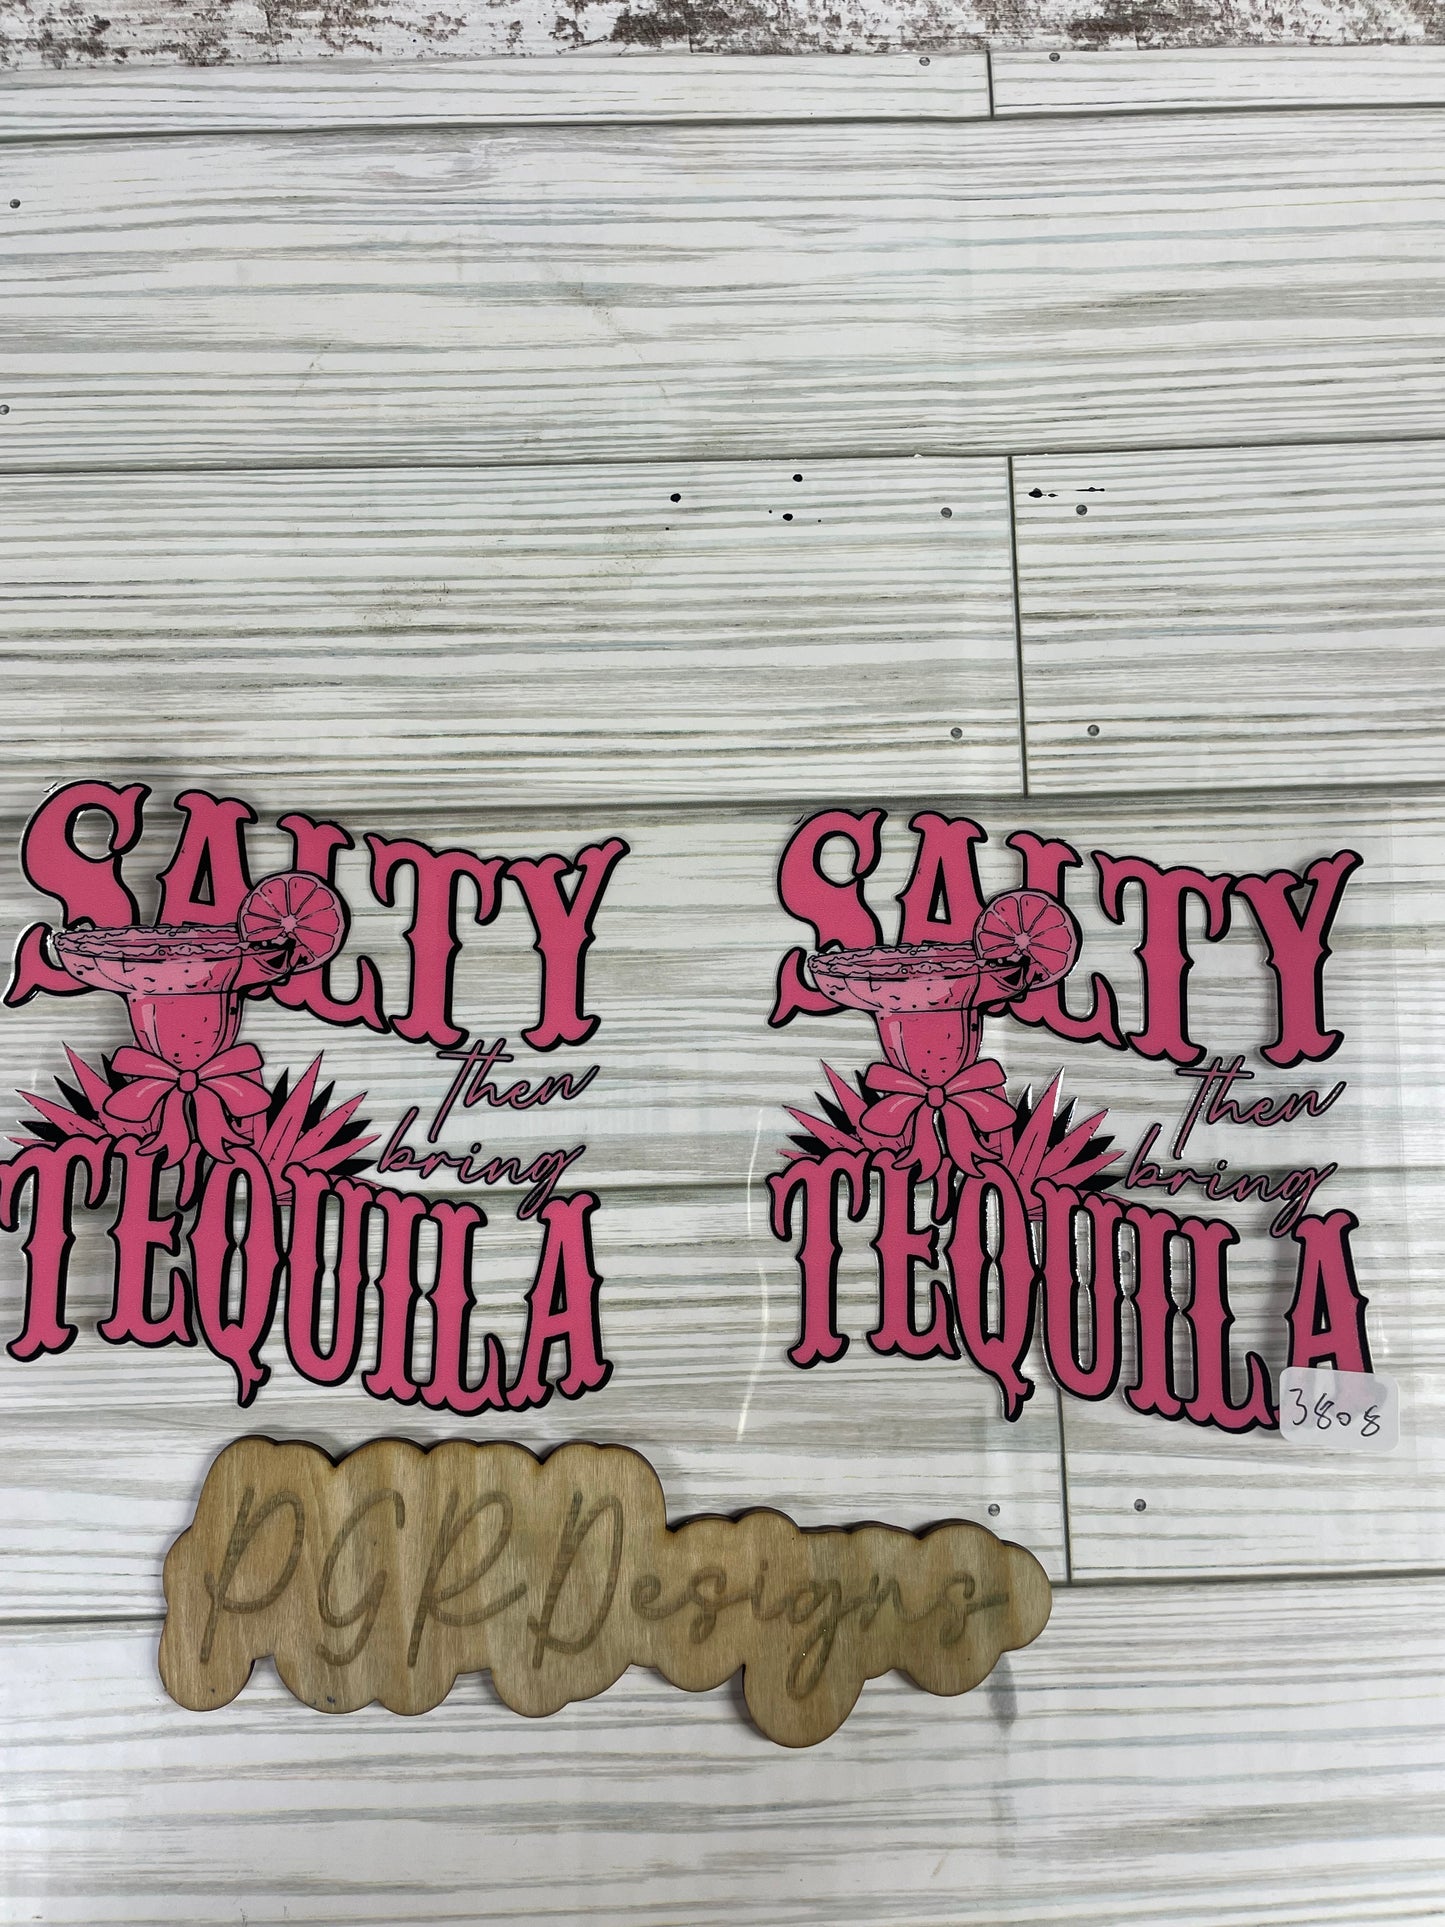 SALTY
then
bring
TEQUILA
SALTY
then
bring
TEQUILA
3808
PGRDesigns